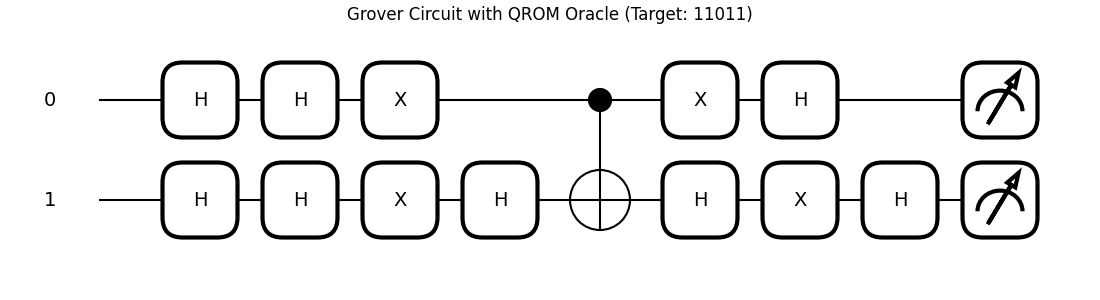 Grover Circuit with QROM Oracle (Target: 11011)
0 H H X X H
1 H H X H H X H